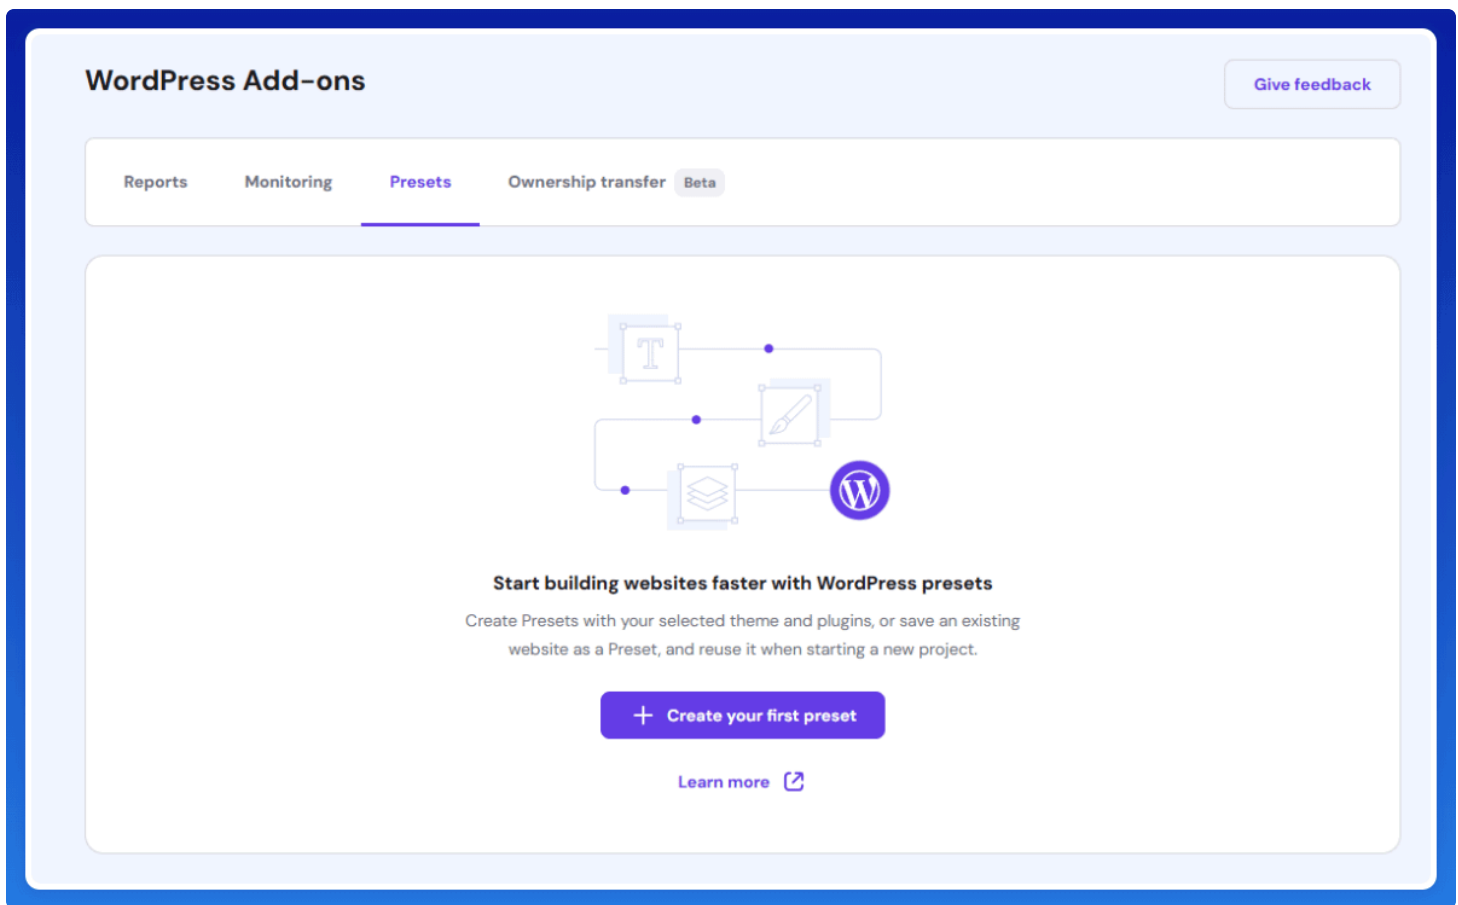 WordPress Add-ons
Give feedback
Reports
Monitoring
Presets
Ownership transfer Beta
T
Start building websites faster with WordPress presets
Create Presets with your selected theme and plugins, or save an existing
website as a Preset, and reuse it when starting a new project.
+ Create your first preset
Learn more